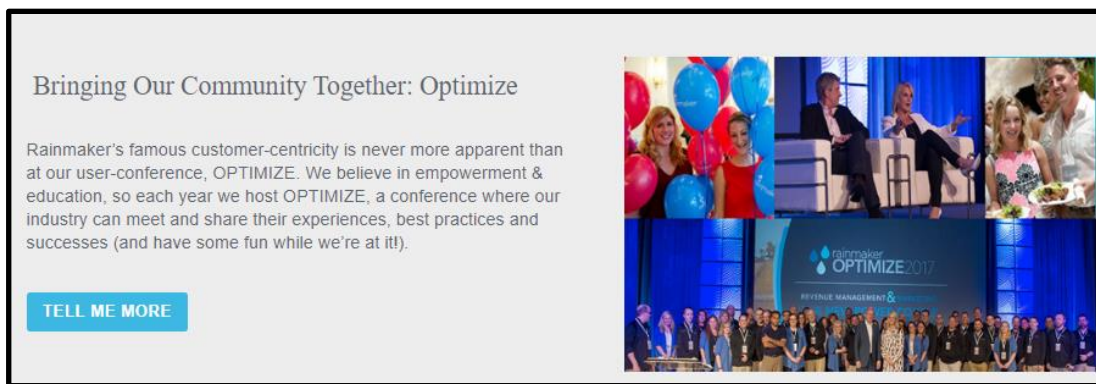 Bringing Our Community Together: Optimize
Rainmaker's famous customer-centricity is never more apparent than
at our user-conference, OPTIMIZE. We believe in empowerment &
education, so each year we host OPTIMIZE, a conference where our
industry can meet and share their experiences, best practices and
successes (and have some fun while we're at it!).
TELL ME MORE
rainmaker
OPTIMIZE2017
REVENUE MANAGEMENT &